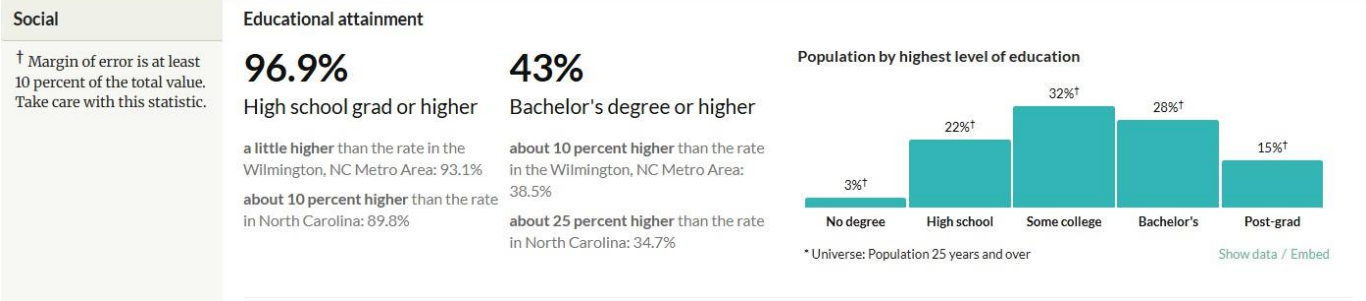 Social
† Margin of error is at least
10 percent of the total value.
Take care with this statistic.
Educational attainment
96.9%
High school grad or higher
a little higher than the rate in the
Wilmington, NC Metro Area: 93.1%
about 10 percent higher than the rate
in North Carolina: 89.8%
43%
Bachelor's degree or higher
about 10 percent higher than the rate
in the Wilmington, NC Metro Area:
38.5%
about 25 percent higher than the rate
in North Carolina: 34.7%
Population by highest level of education
3%†
22%†
32%†
28%†
15%†
No degree
High school
Some college
Bachelor's
Post-grad
* Universe: Population 25 years and over
Show data / Embed